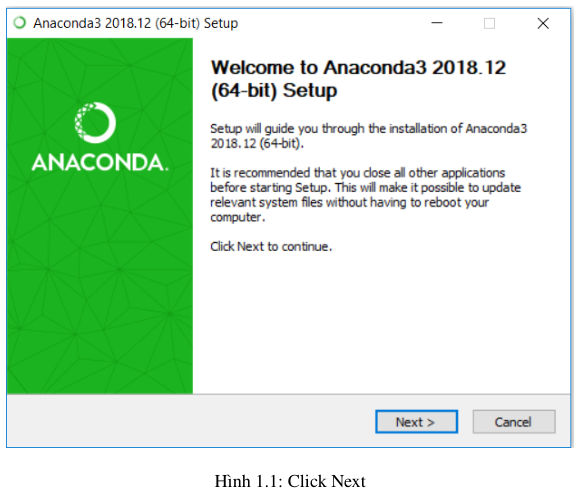 Anaconda3 2018.12 (64-bit) Setup
Welcome to Anaconda3 2018.12
(64-bit) Setup
Setup will guide you through the installation of Anaconda3
2018.12 (64-bit).
It is recommended that you close all other applications
before starting Setup. This will make it possible to update
relevant system files without having to reboot your
computer.
Click Next to continue.
ANACONDA.
Next >
Cancel
Hình 1.1: Click Next